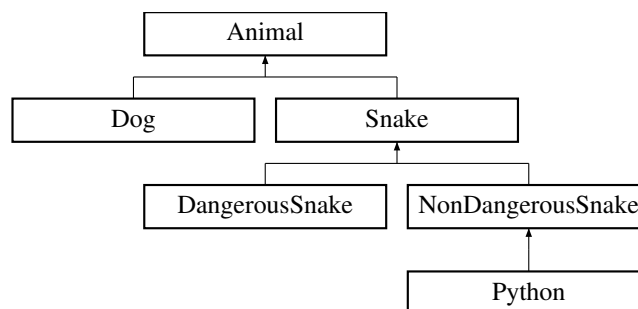 Animal
Dog
Snake
DangerousSnake
NonDangerousSnake
Python